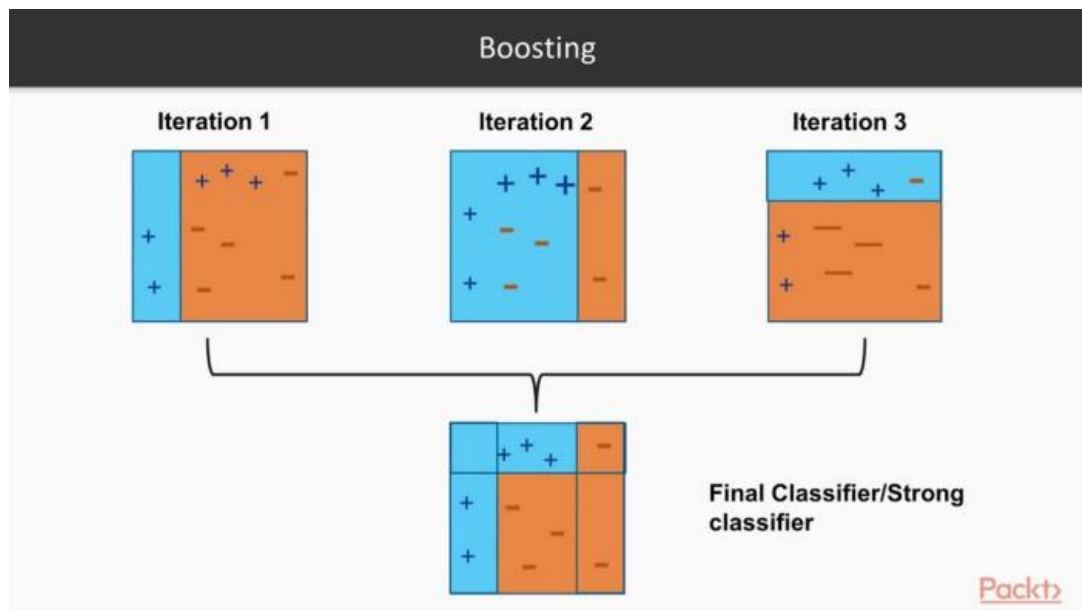 Boosting
Iteration 1
Iteration 2
Iteration 3
Final Classifier/Strong
classifier
Packt>